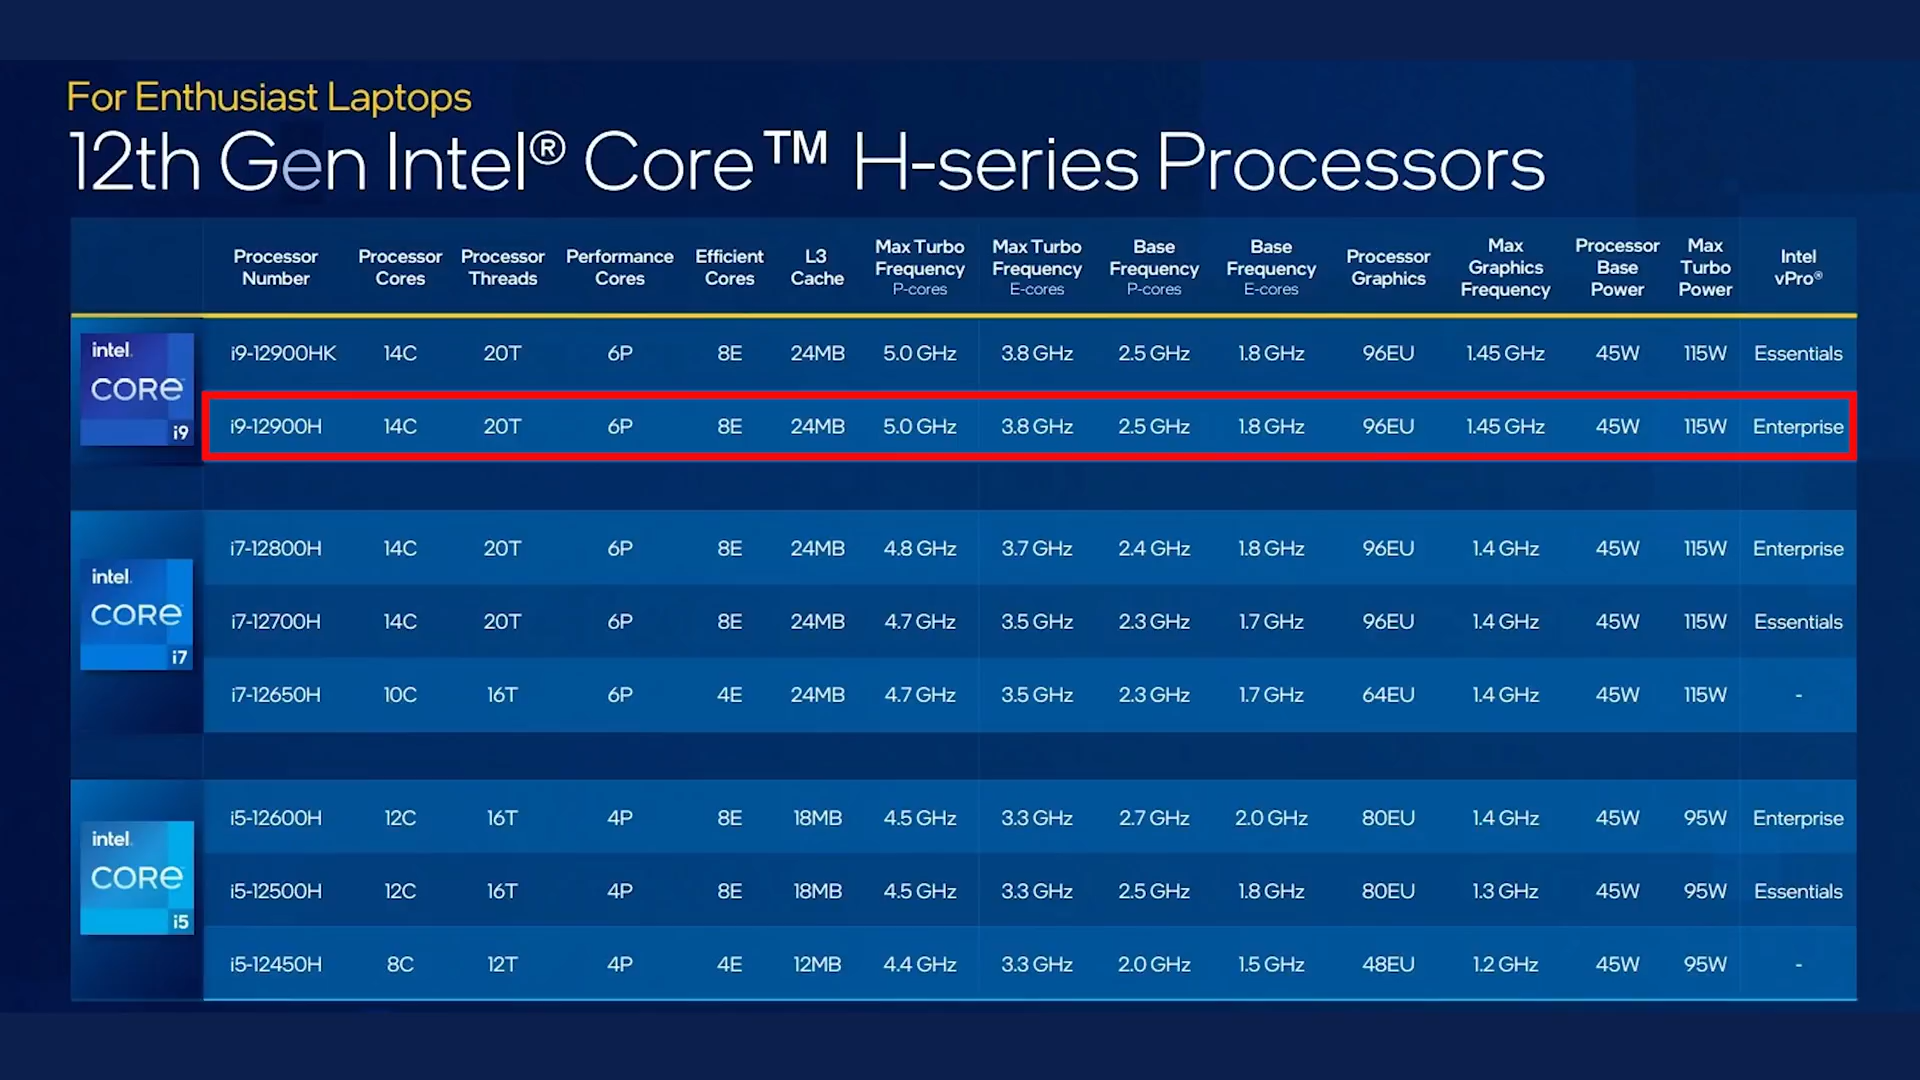 For Enthusiast Laptops
12th Gen Intel® Core™ H-series Processors
Processor Number Processor Cores Processor Threads Performance Cores Efficient Cores L3 Cache Max Turbo Frequency P-cores Max Turbo Frequency E-cores Base Frequency P-cores Base Frequency E-cores Processor Graphics Max Graphics Frequency Processor Base Power Max Turbo Power Intel vPro®
intel CORE i9
i9-12900HK 14C 20T 6P 8E 24MB 5.0 GHz 3.8 GHz 2.5 GHz 1.8 GHz 96EU 1.45 GHz 45W 115W Essentials
i9-12900H 14C 20T 6P 8E 24MB 5.0 GHz 3.8 GHz 2.5 GHz 1.8 GHz 96EU 1.45 GHz 45W 115W Enterprise
intel CORE i7
i7-12800H 14C 20T 6P 8E 24MB 4.8 GHz 3.7 GHz 2.4 GHz 1.8 GHz 96EU 1.4 GHz 45W 115W Enterprise
i7-12700H 14C 20T 6P 8E 24MB 4.7 GHz 3.5 GHz 2.3 GHz 1.7 GHz 96EU 1.4 GHz 45W 115W Essentials
i7-12650H 10C 16T 6P 4E 24MB 4.7 GHz 3.5 GHz 2.3 GHz 1.7 GHz 64EU 1.4 GHz 45W 115W -
intel CORE i5
i5-12600H 12C 16T 4P 8E 18MB 4.5 GHz 3.3 GHz 2.7 GHz 2.0 GHz 80EU 1.4 GHz 45W 95W Enterprise
i5-12500H 12C 16T 4P 8E 18MB 4.5 GHz 3.3 GHz 2.5 GHz 1.8 GHz 80EU 1.3 GHz 45W 95W Essentials
i5-12450H 8C 12T 4P 4E 12MB 4.4 GHz 3.3 GHz 2.0 GHz 1.5 GHz 48EU 1.2 GHz 45W 95W -